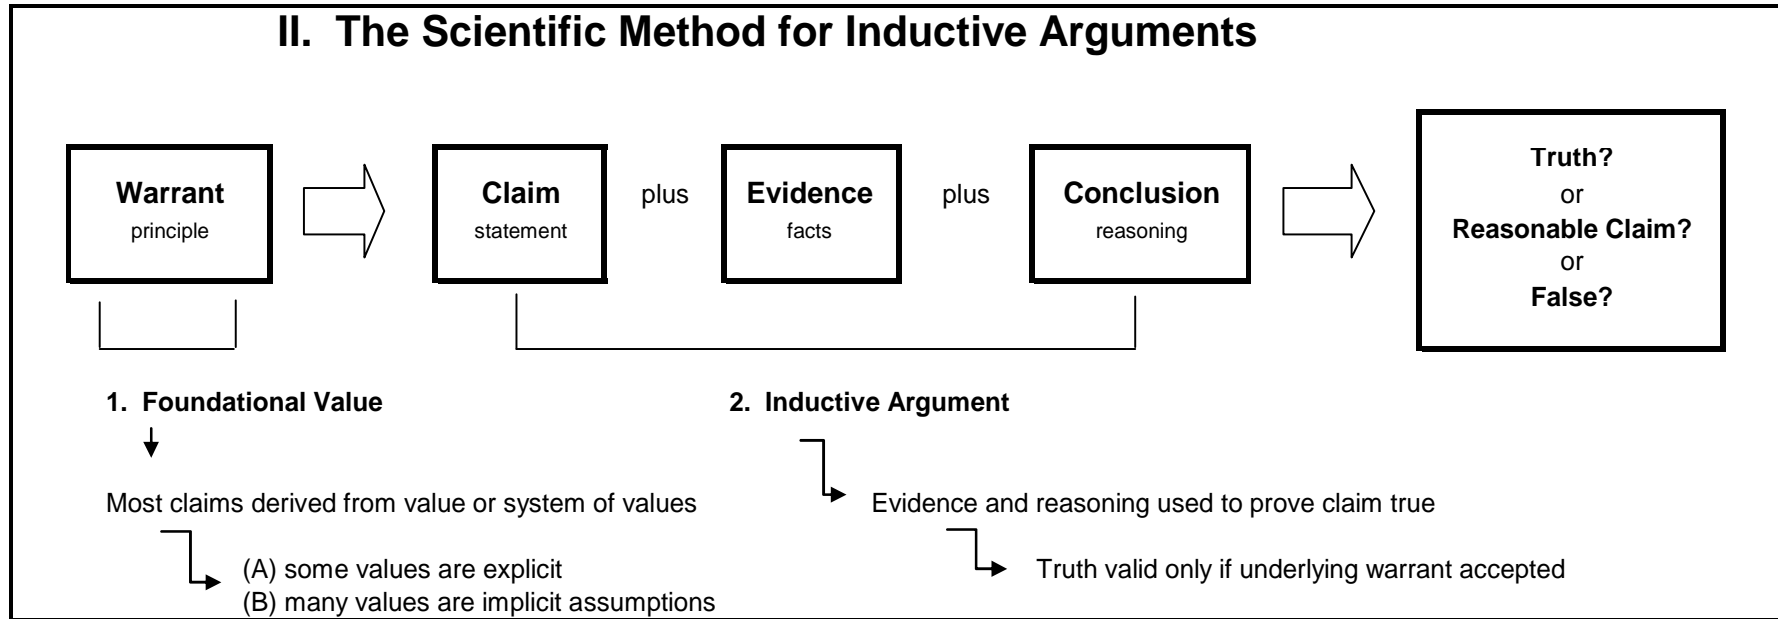 II. The Scientific Method for Inductive Arguments
Warrant
principle
Claim
statement
plus
Evidence
facts
plus
Conclusion
reasoning
Truth?
or
Reasonable Claim?
or
False?
1. Foundational Value
Most claims derived from value or system of values
(A) some values are explicit
(B) many values are implicit assumptions
2. Inductive Argument
Evidence and reasoning used to prove claim true
Truth valid only if underlying warrant accepted